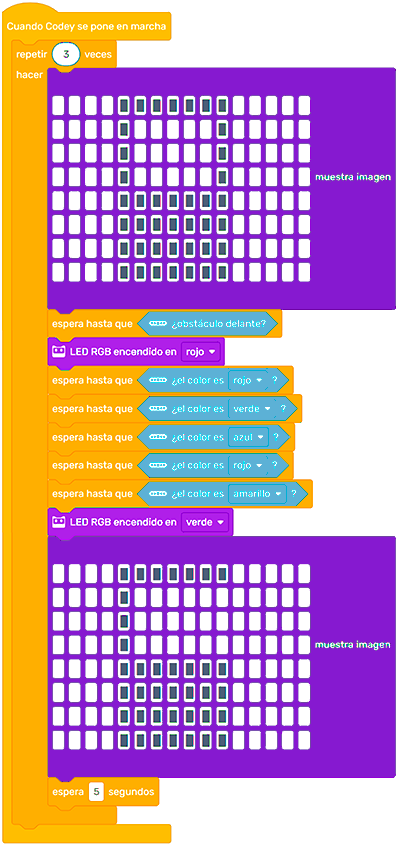 Cuando Codey se pone en marcha
repetir 3 veces
hacer
muestra imagen
espera hasta que ¿obstáculo delante?
LED RGB encendido en rojo
espera hasta que ¿el color es rojo ?
espera hasta que ¿el color es verde ?
espera hasta que ¿el color es azul ?
espera hasta que ¿el color es rojo ?
espera hasta que ¿el color es amarillo ?
LED RGB encendido en verde
muestra imagen
espera 5 segundos